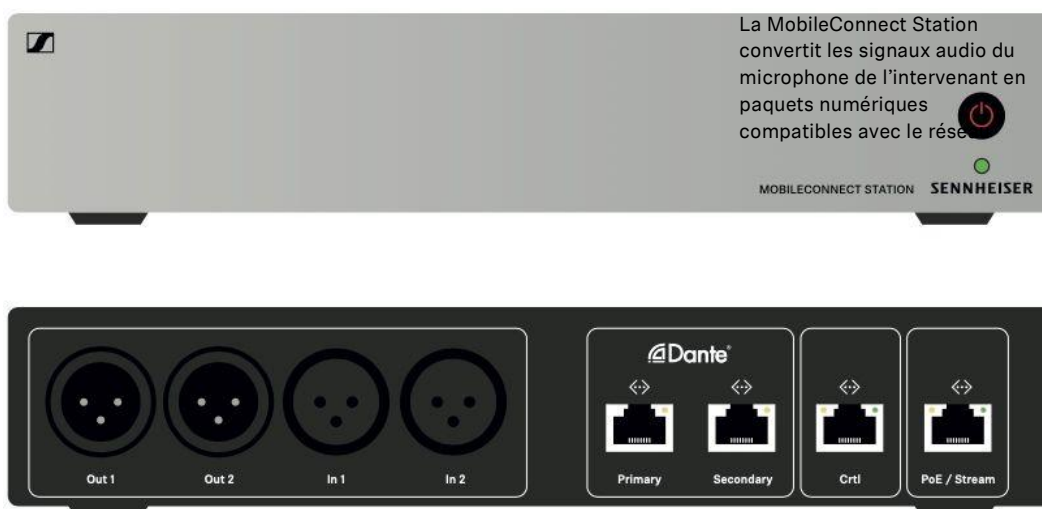 La MobileConnect Station
convertit les signaux audio du
microphone de l'intervenant en
paquets numériques
compatibles avec le
MOBILECONNECT STATION SENNHEISER
Dante®
Out 1 Out 2 In 1 In 2 Primary Secondary Crtl PoE / Stream